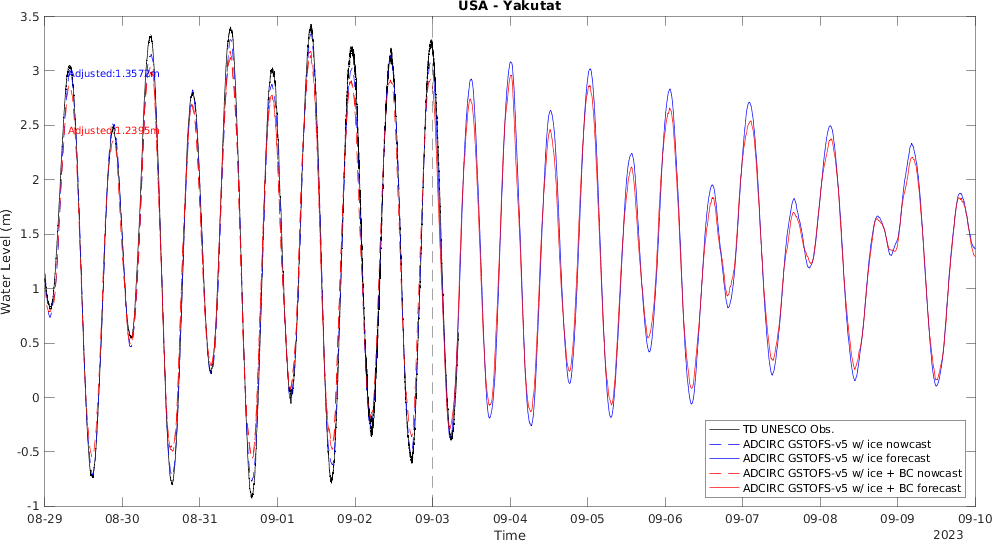 USA - Yakutat
3.5
3
2.5
2
1.5
1
0.5
0
-0.5
-1
Water Level (m)
Adjusted:1.3572m
Adjusted:1.2395m
TD UNESCO Obs.
ADCIRC GSTOFS-v5 w/ ice nowcast
ADCIRC GSTOFS-v5 w/ ice forecast
ADCIRC GSTOFS-v5 w/ ice + BC nowcast
ADCIRC GSTOFS-v5 w/ ice + BC forecast
08-29 08-30 08-31 09-01 09-02 09-03 09-04 09-05 09-06 09-07 09-08 09-09 09-10
Time
2023